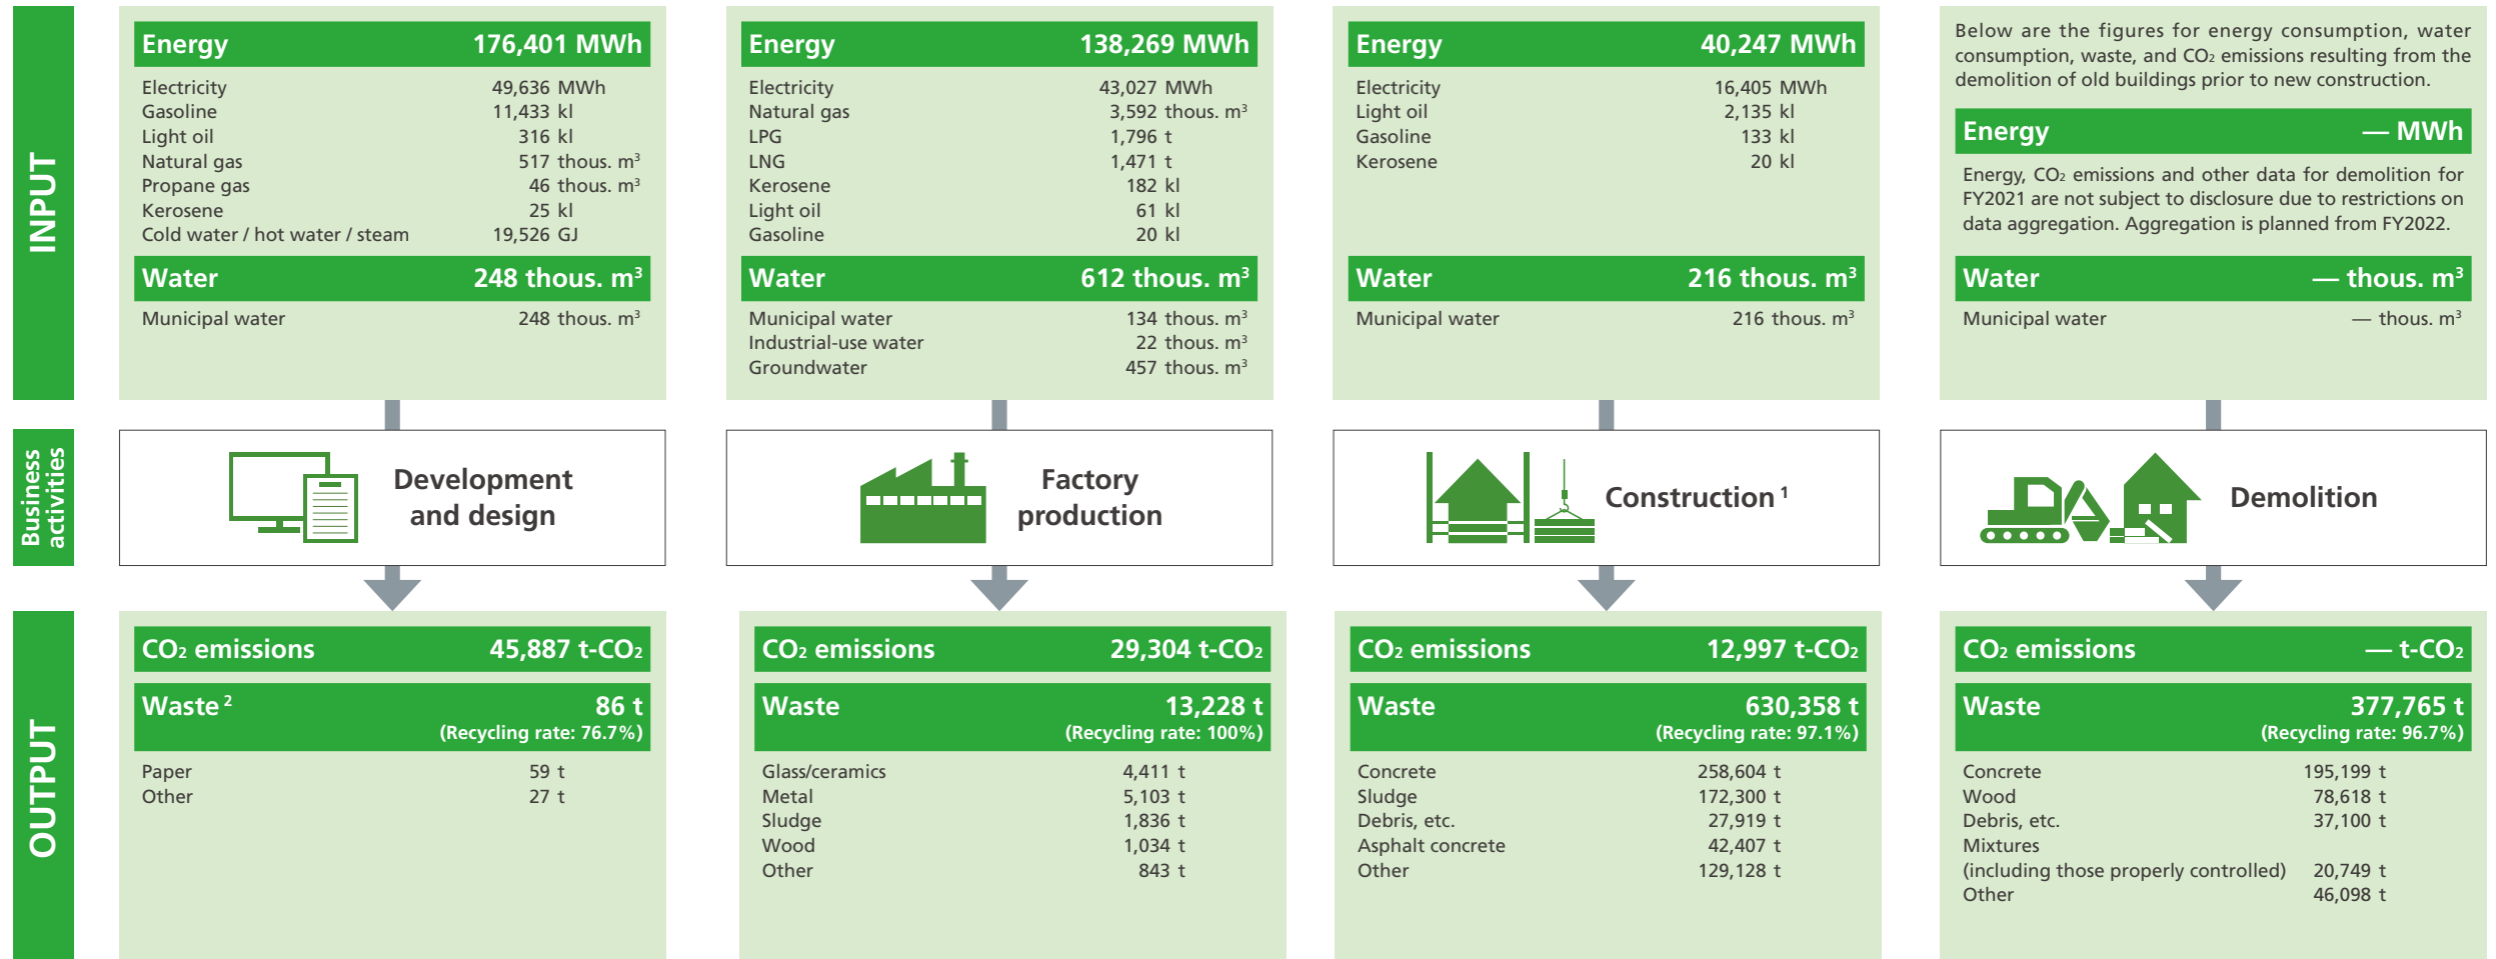 INPUT
Energy 176,401 MWh
Electricity 49,636 MWh
Gasoline 11,433 kl
Light oil 316 kl
Natural gas 517 thous. m³
Propane gas 46 thous. m³
Kerosene 25 kl
Cold water / hot water / steam 19,526 GJ
Water 248 thous. m³
Municipal water 248 thous. m³
Energy 138,269 MWh
Electricity 43,027 MWh
Natural gas 3,592 thous. m³
LPG 1,796 t
LNG 1,471 t
Kerosene 182 kl
Light oil 61 kl
Gasoline 20 kl
Water 612 thous. m³
Municipal water 134 thous. m³
Industrial-use water 22 thous. m³
Groundwater 457 thous. m³
Energy 40,247 MWh
Electricity 16,405 MWh
Light oil 2,135 kl
Gasoline 133 kl
Kerosene 20 kl
Water 216 thous. m³
Municipal water 216 thous. m³
Below are the figures for energy consumption, water
consumption, waste, and CO₂ emissions resulting from the
demolition of old buildings prior to new construction.
Energy — MWh
Energy, CO₂ emissions and other data for demolition for
FY2021 are not subject to disclosure due to restrictions on
data aggregation. Aggregation is planned from FY2022.
Water — thous. m³
Municipal water — thous. m³
Business
activities
Development
and design
Factory
production
Construction ¹
Demolition
OUTPUT
CO₂ emissions 45,887 t-CO₂
Waste ² 86 t
(Recycling rate: 76.7%)
Paper 59 t
Other 27 t
CO₂ emissions 29,304 t-CO₂
Waste 13,228 t
(Recycling rate: 100%)
Glass/ceramics 4,411 t
Metal 5,103 t
Sludge 1,836 t
Wood 1,034 t
Other 843 t
CO₂ emissions 12,997 t-CO₂
Waste 630,358 t
(Recycling rate: 97.1%)
Concrete 258,604 t
Sludge 172,300 t
Debris, etc. 27,919 t
Asphalt concrete 42,407 t
Other 129,128 t
CO₂ emissions — t-CO₂
Waste 377,765 t
(Recycling rate: 96.7%)
Concrete 195,199 t
Wood 78,618 t
Debris, etc. 37,100 t
Mixtures
(including those properly controlled) 20,749 t
Other 46,098 t